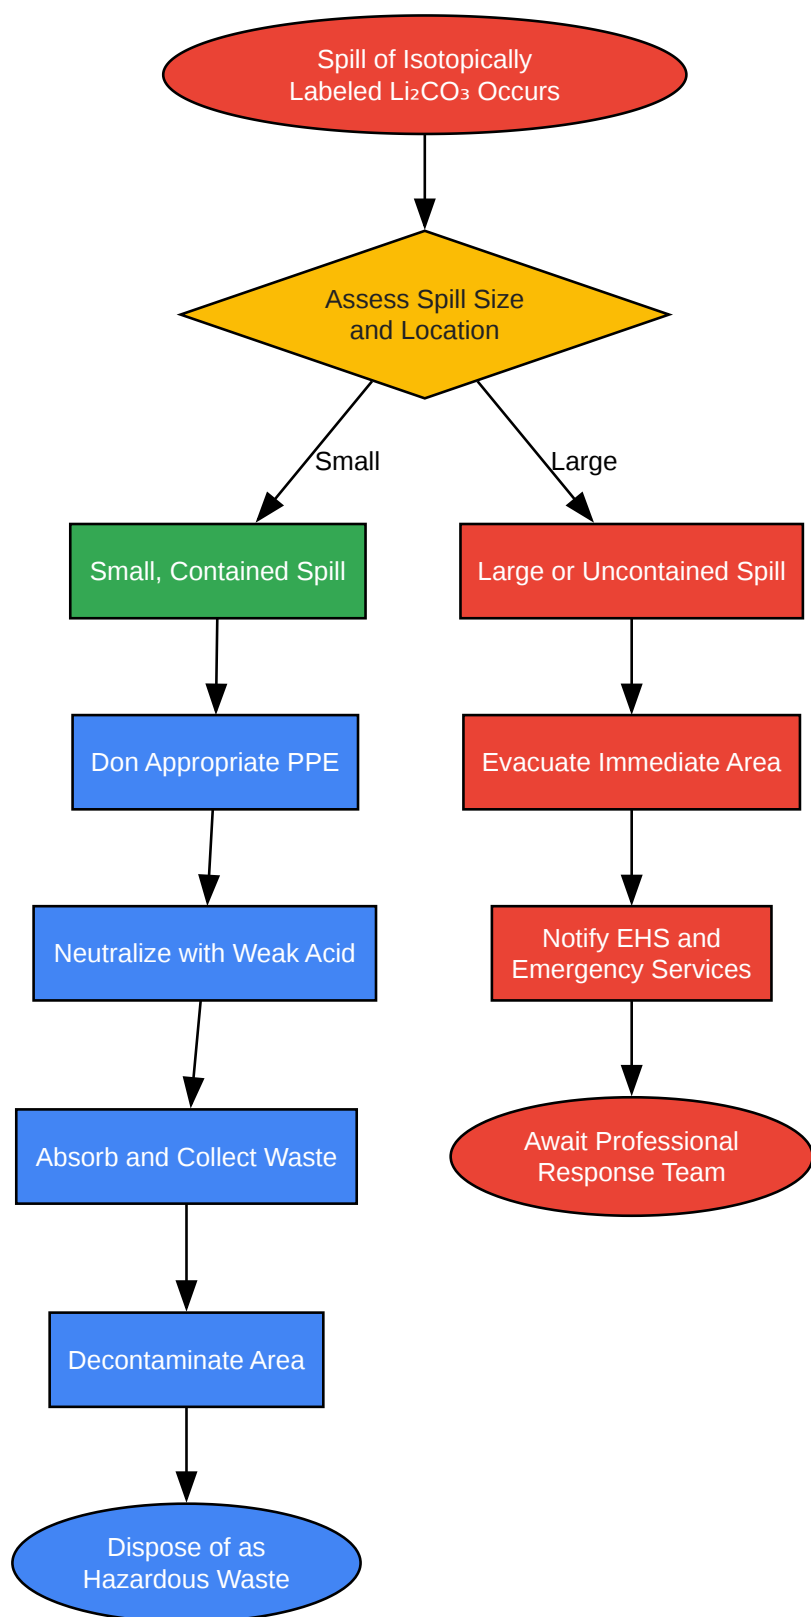 Spill of Isotopically
Labeled Li₂CO₃ Occurs
Assess Spill Size
and Location
Small
Large
Small, Contained Spill
Large or Uncontained Spill
Don Appropriate PPE
Evacuate Immediate Area
Neutralize with Weak Acid
Notify EHS and
Emergency Services
Absorb and Collect Waste
Await Professional
Response Team
Decontaminate Area
Dispose of as
Hazardous Waste